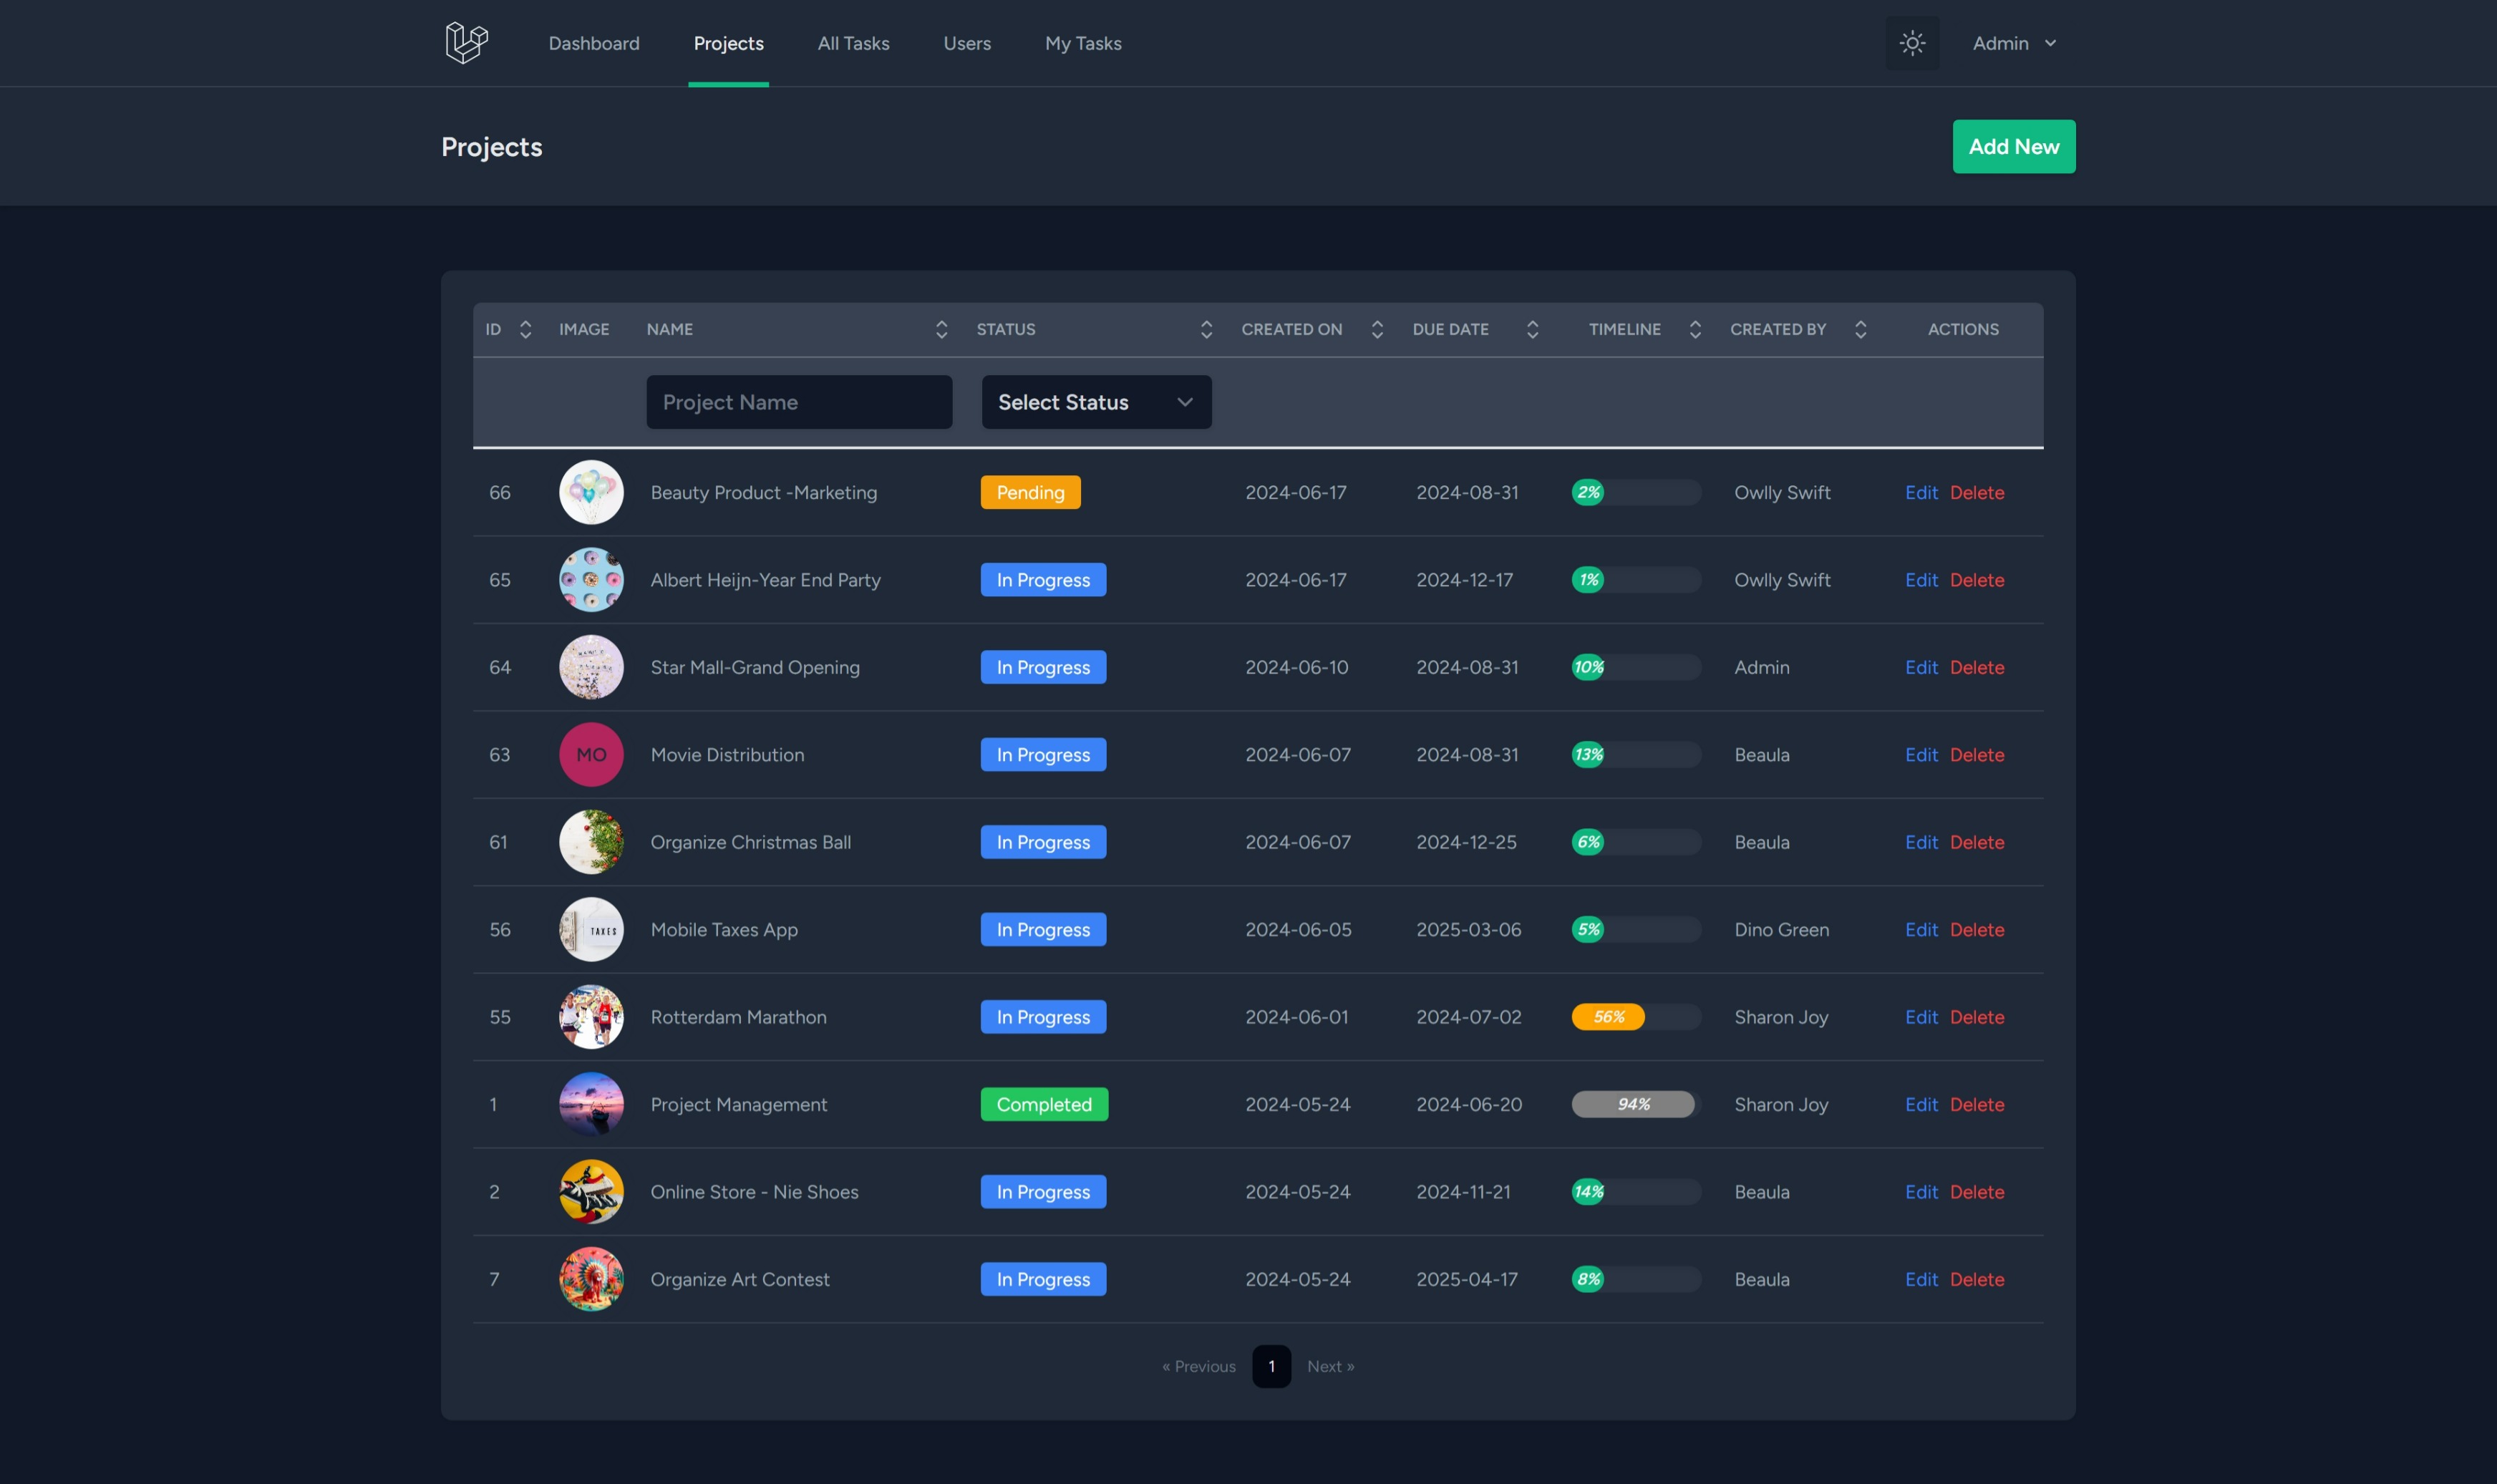 Dashboard Projects All Tasks Users My Tasks Admin
Projects Add New
ID IMAGE NAME STATUS CREATED ON DUE DATE TIMELINE CREATED BY ACTIONS
Project Name Select Status
66 Beauty Product -Marketing Pending 2024-06-17 2024-08-31 2% Owlly Swift Edit Delete
65 Albert Heijn-Year End Party In Progress 2024-06-17 2024-12-17 1% Owlly Swift Edit Delete
64 Star Mall-Grand Opening In Progress 2024-06-10 2024-08-31 10% Admin Edit Delete
63 MO Movie Distribution In Progress 2024-06-07 2024-08-31 13% Beaula Edit Delete
61 Organize Christmas Ball In Progress 2024-06-07 2024-12-25 6% Beaula Edit Delete
56 TAXES Mobile Taxes App In Progress 2024-06-05 2025-03-06 5% Dino Green Edit Delete
55 Rotterdam Marathon In Progress 2024-06-01 2024-07-02 56% Sharon Joy Edit Delete
1 Project Management Completed 2024-05-24 2024-06-20 94% Sharon Joy Edit Delete
2 Online Store - Nie Shoes In Progress 2024-05-24 2024-11-21 14% Beaula Edit Delete
7 Organize Art Contest In Progress 2024-05-24 2025-04-17 8% Beaula Edit Delete
« Previous 1 Next »